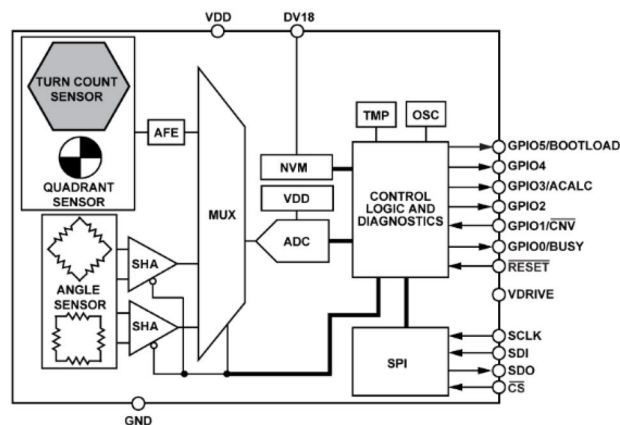 VDD
DV18
TURN COUNT
SENSOR
QUADRANT
SENSOR
AFE
MUX
TMP
OSC
NVM
VDD
ADC
CONTROL
LOGIC AND
DIAGNOSTICS
ANGLE
SENSOR
SHA
SHA
SPI
GPIO5/BOOTLOAD
GPIO4
GPIO3/ACALC
GPIO2
GPIO1/CNV
GPIO0/BUSY
RESET
VDRIVE
SCLK
SDI
SDO
CS
GND